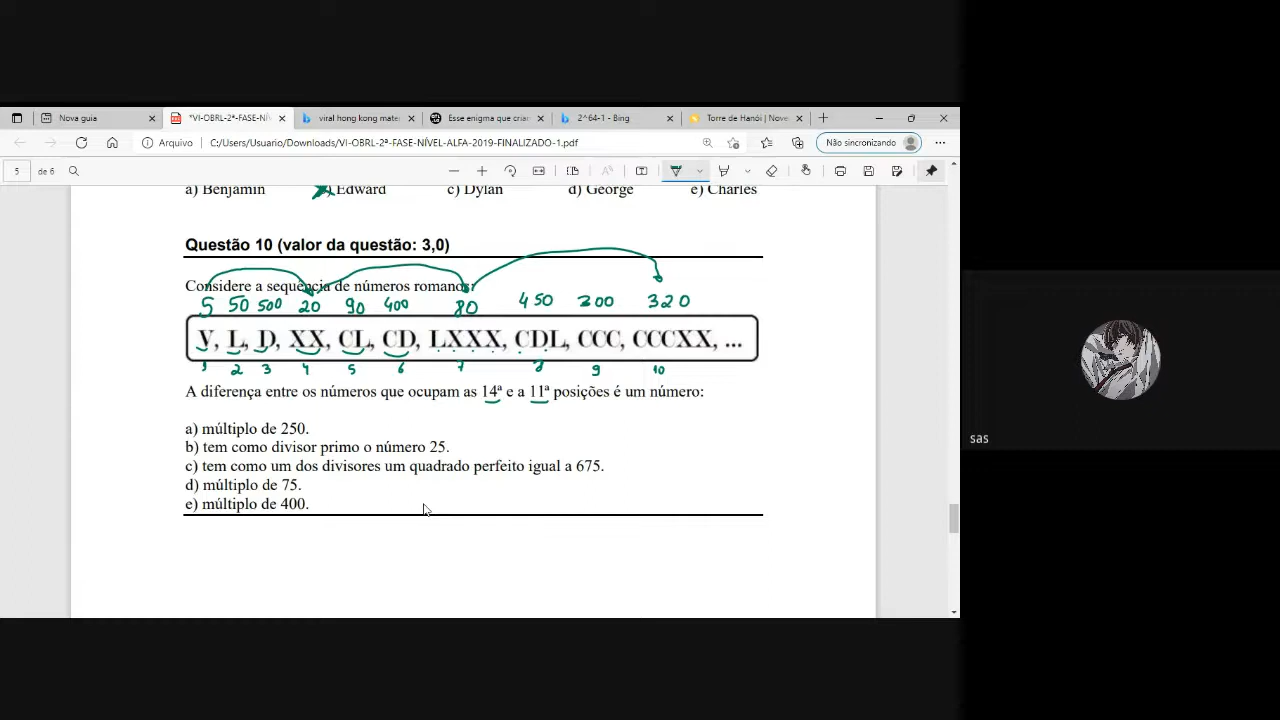 Nova guia
*VI-OBRL-2ª-FASE-NÍV
viral hong kong mate
Esse enigma que crian
2^64-1 - Bing
Torre de Hanói | Nove
Arquivo
C:/Users/Usuario/Downloads/VI-OBRL-2ª-FASE-NÍVEL-ALFA-2019-FINALIZADO-1.pdf
Não sincronizando
5 de 6
a) Benjamin Edward c) Dylan d) George e) Charles
Questão 10 (valor da questão: 3,0)
Considere a sequência de números romanos:
5 50 500 20 90 400 80 450 300 320
V, L, D, XX, CL, CD, LXXX, CDL, CCC, CCCXX, ...
1 2 3 4 5 6 7 8 9 10
A diferença entre os números que ocupam as 14ª e a 11ª posições é um número:
a) múltiplo de 250.
b) tem como divisor primo o número 25.
c) tem como um dos divisores um quadrado perfeito igual a 675.
d) múltiplo de 75.
e) múltiplo de 400.
sas